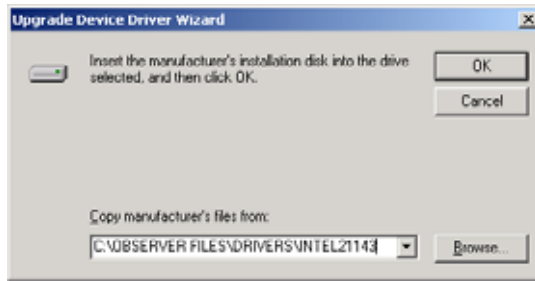 Upgrade Device Driver Wizard
Insert the manufacturer's installation disk into the drive
selected, and then click OK.
OK
Cancel
Copy manufacturer's files from:
C:\OBSERVER FILES\DRIVERS\INTEL21143
Browse...